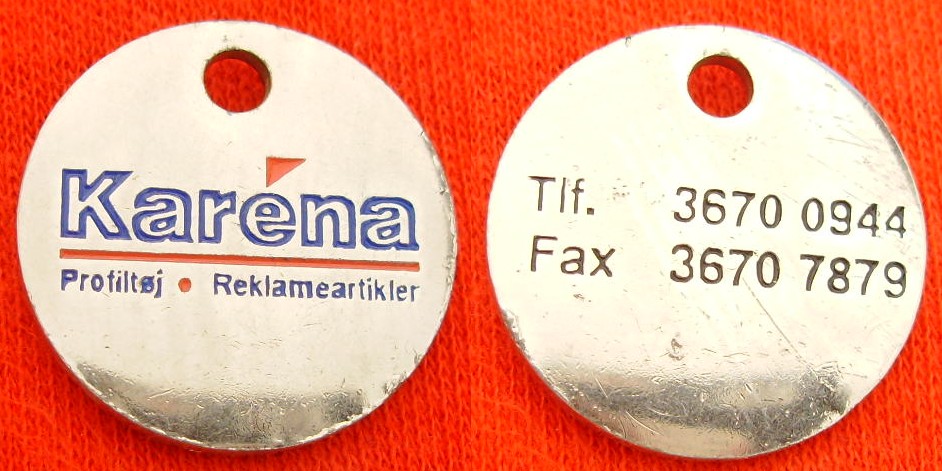 Karéna
Profiltøj • Reklameartikler
Tlf. 3670 0944
Fax 3670 7879